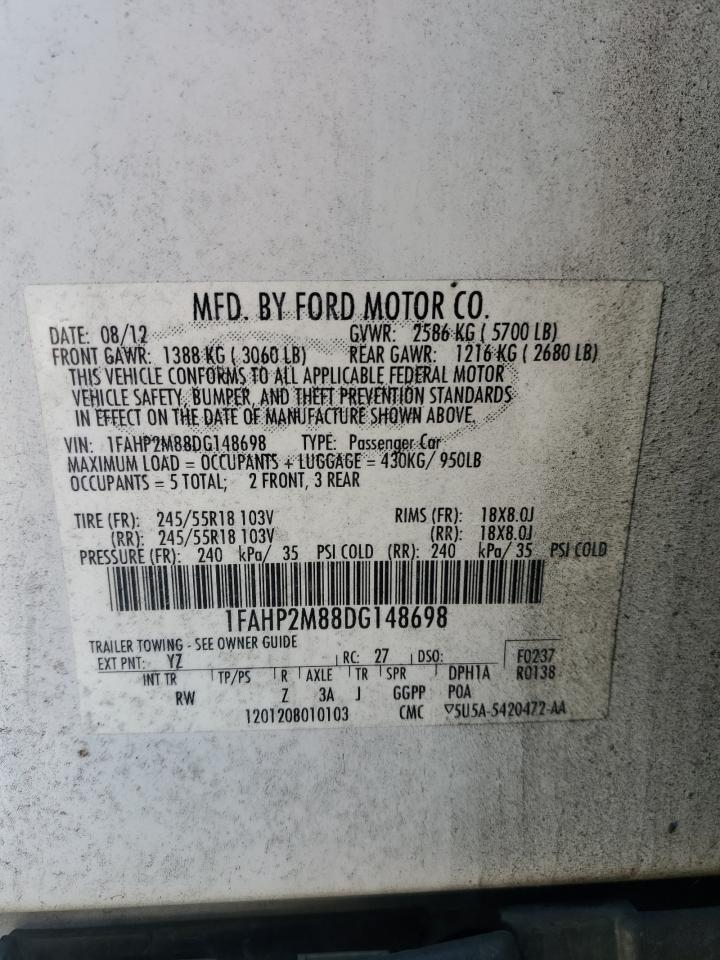 MFD. BY FORD MOTOR CO.
DATE: 08/12 GVWR: 2586 KG ( 5700 LB)
FRONT GAWR: 1388 KG ( 3060 LB) REAR GAWR: 1216 KG ( 2680 LB)
THIS VEHICLE CONFORMS TO ALL APPLICABLE FEDERAL MOTOR
VEHICLE SAFETY, BUMPER, AND THEFT PREVENTION STANDARDS
IN EFFECT ON THE DATE OF MANUFACTURE SHOWN ABOVE.
VIN: 1FAHP2M88DG148698 TYPE: Passenger Car
MAXIMUM LOAD = OCCUPANTS + LUGGAGE = 430KG/ 950LB
OCCUPANTS = 5 TOTAL; 2 FRONT, 3 REAR
TIRE (FR): 245/55R18 103V RIMS (FR): 18X8.0J
(RR): 245/55R18 103V (RR): 18X8.0J
PRESSURE (FR): 240 kPa/ 35 PSI COLD (RR): 240 kPa/ 35 PSI COLD
1FAHP2M88DG148698
TRAILER TOWING - SEE OWNER GUIDE
EXT PNT: YZ RC: 27 DSO: F0237
INT TR TP/PS R AXLE TR SPR DPH1A R0138
RW Z 3A J GGPP P0A
1201208010103 CMC ▽5U5A-5420472-AA